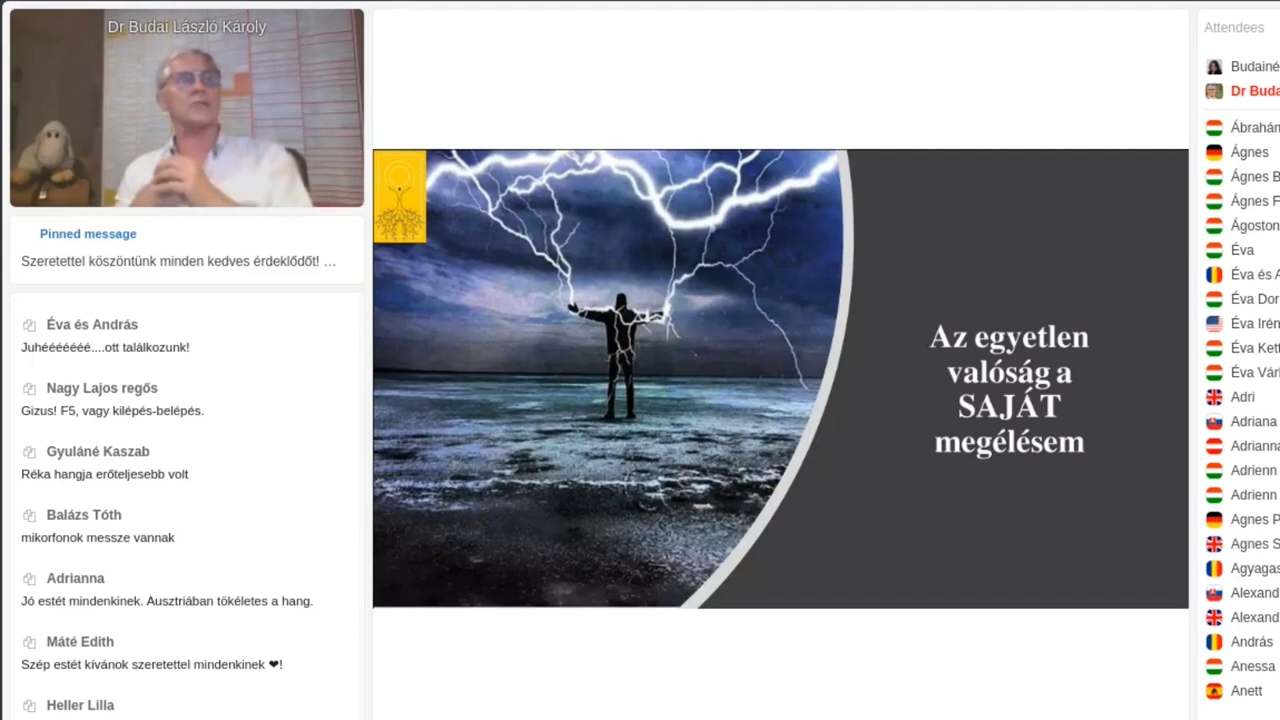 Dr Budai László Károly
Pinned message
Szeretettel köszöntünk minden kedves érdeklődőt! …
Éva és András
Juhééééééé....ott találkozunk!
Nagy Lajos regős
Gizus! F5, vagy kilépés-belépés.
Gyuláné Kaszab
Réka hangja erőteljesebb volt
Balázs Tóth
mikorfonok messze vannak
Adrianna
Jó estét mindenkinek. Ausztriában tökéletes a hang.
Máté Edith
Szép estét kívánok szeretettel mindenkinek ❤!
Heller Lilla
Az egyetlen
valóság a
SAJÁT
megélésem
Attendees
Budainé
Dr Buda
Ábrahám
Ágnes
Ágnes B
Ágnes F
Ágoston
Éva
Éva és A
Éva Dor
Éva Irén
Éva Kett
Éva Vár
Adri
Adriana
Adrianna
Adrienn
Adrienn
Agnes P
Agnes S
Agyagas
Alexand
Alexand
András
Anessa
Anett